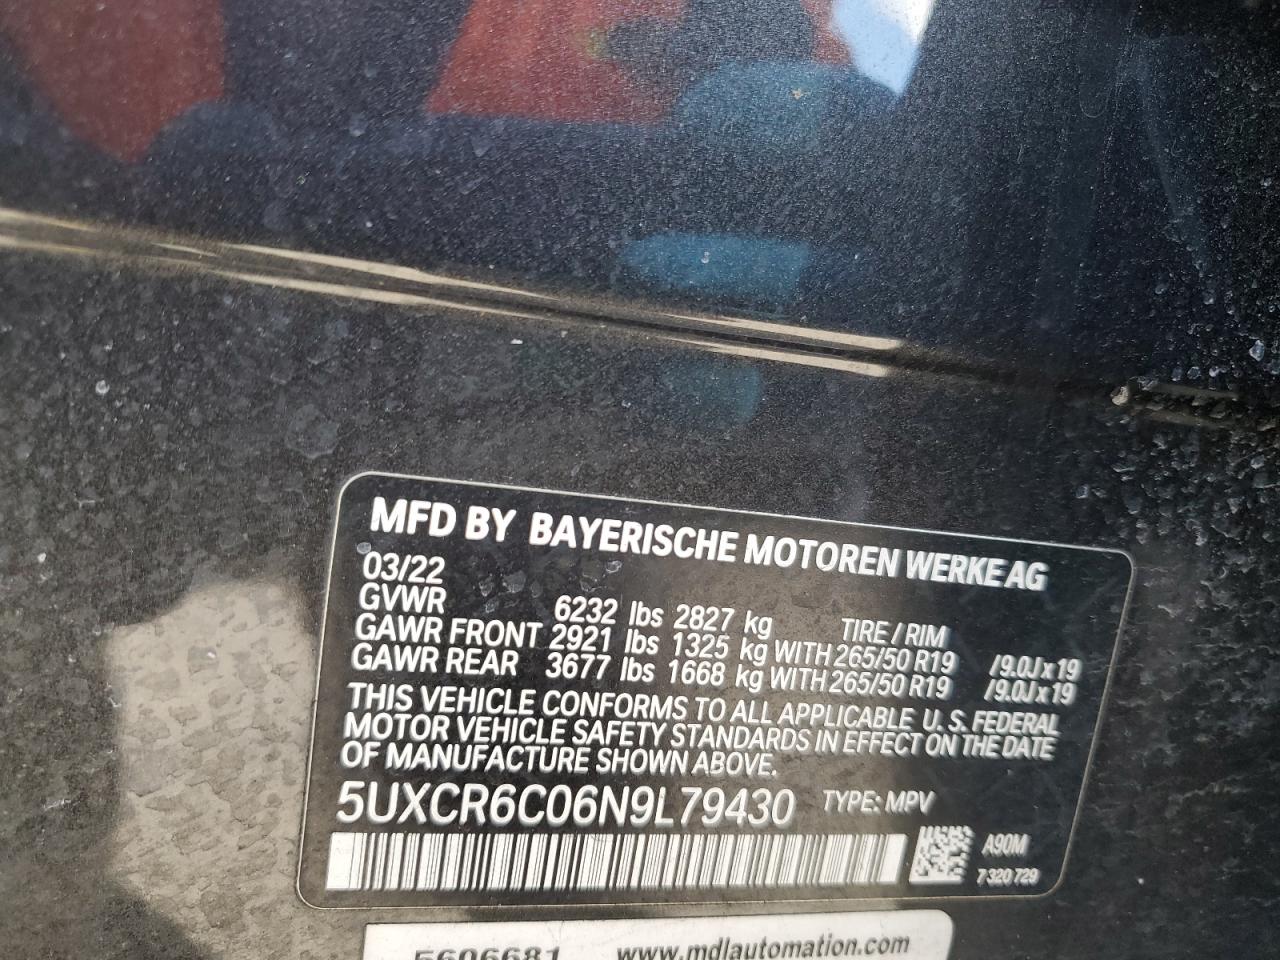 MFD BY BAYERISCHE MOTOREN WERKE AG
03/22
GVWR 6232 lbs 2827 kg TIRE / RIM
GAWR FRONT 2921 lbs 1325 kg WITH 265/50 R19 /9.0J x 19
GAWR REAR 3677 lbs 1668 kg WITH 265/50 R19 /9.0J x 19
THIS VEHICLE CONFORMS TO ALL APPLICABLE U.S. FEDERAL
MOTOR VEHICLE SAFETY STANDARDS IN EFFECT ON THE DATE
OF MANUFACTURE SHOWN ABOVE.
5UXCR6C06N9L79430 TYPE: MPV
A90M
7 320 729
5606681 www.mdlautomation.com